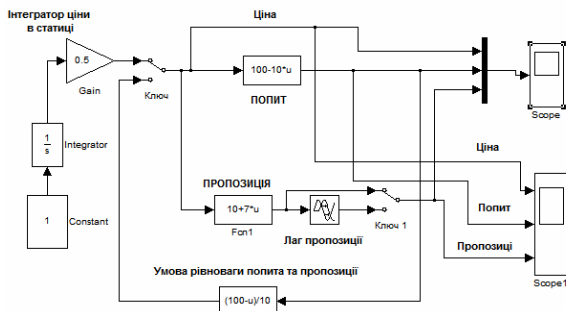 Інтегратор ціни
в статиці
Ціна
0.5
Gain
Ключ
100-10*u
ПОПИТ
Scope
1
s
Integrator
Ціна
ПРОПОЗИЦІЯ
10+7*u
Fcn1
Лаг пропозиції
Ключ 1
1
Constant
Попит
Пропозиці
Умова рівноваги попита та пропозиції
(100-u)/10
Scope1